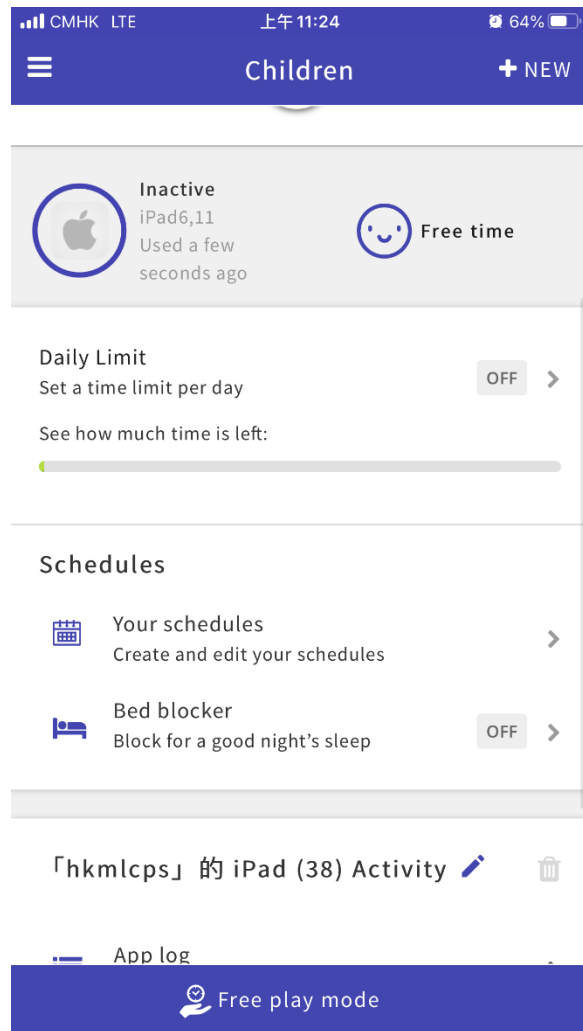 CMHK LTE 上午11:24 64%
Children
NEW
Inactive
iPad6,11
Used a few
seconds ago
Free time
Daily Limit
Set a time limit per day
OFF
See how much time is left:
Schedules
Your schedules
Create and edit your schedules
Bed blocker
Block for a good night's sleep
OFF
「hkmlcps」的 iPad (38) Activity
App log
Free play mode